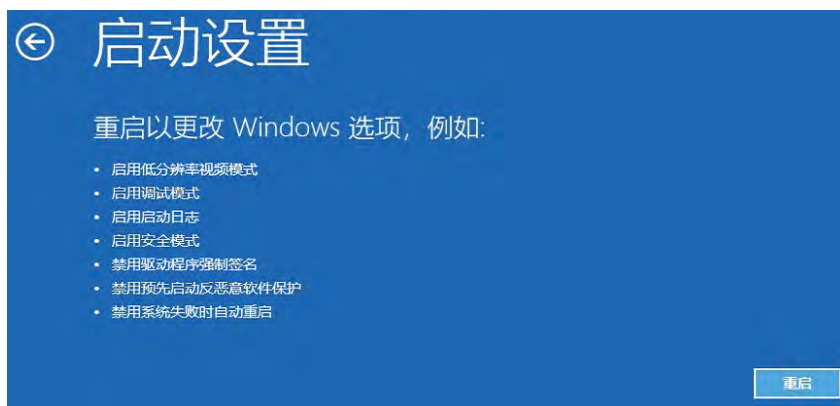 启动设置
重启以更改 Windows 选项，例如:
• 启用低分辨率视频模式
• 启用调试模式
• 启用启动日志
• 启用安全模式
• 禁用驱动程序强制签名
• 禁用预先启动反恶意软件保护
• 禁用系统失败时自动重启
重启